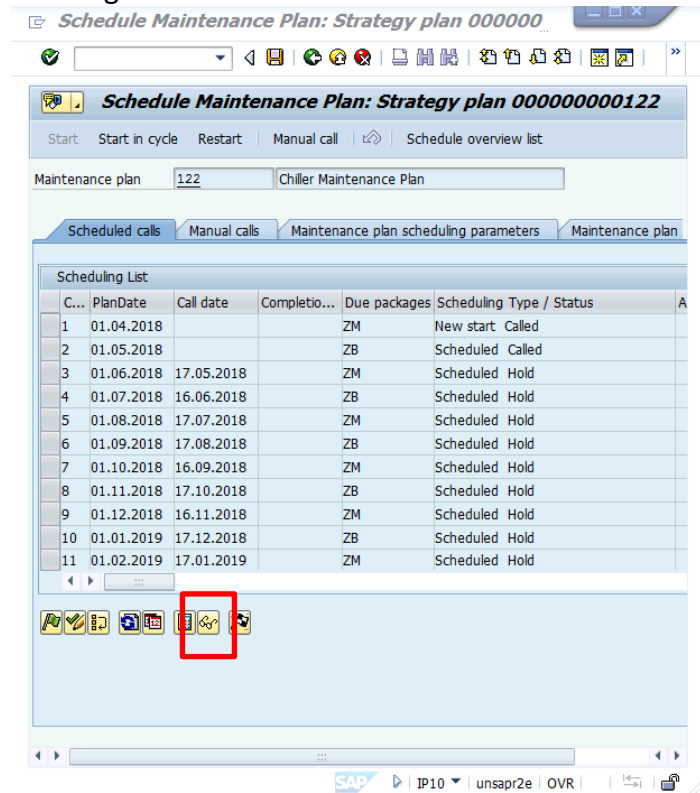 Schedule Maintenance Plan: Strategy plan 000000...
Schedule Maintenance Plan: Strategy plan 000000000122
Start Start in cycle Restart Manual call Schedule overview list
Maintenance plan 122 Chiller Maintenance Plan
Scheduled calls Manual calls Maintenance plan scheduling parameters Maintenance plan
Scheduling List
C... PlanDate Call date Completio... Due packages Scheduling Type / Status A
1 01.04.2018 ZM New start Called
2 01.05.2018 ZB Scheduled Called
3 01.06.2018 17.05.2018 ZM Scheduled Hold
4 01.07.2018 16.06.2018 ZB Scheduled Hold
5 01.08.2018 17.07.2018 ZM Scheduled Hold
6 01.09.2018 17.08.2018 ZB Scheduled Hold
7 01.10.2018 16.09.2018 ZM Scheduled Hold
8 01.11.2018 17.10.2018 ZB Scheduled Hold
9 01.12.2018 16.11.2018 ZM Scheduled Hold
10 01.01.2019 17.12.2018 ZB Scheduled Hold
11 01.02.2019 17.01.2019 ZM Scheduled Hold
SAP IP10 unsapr2e OVR